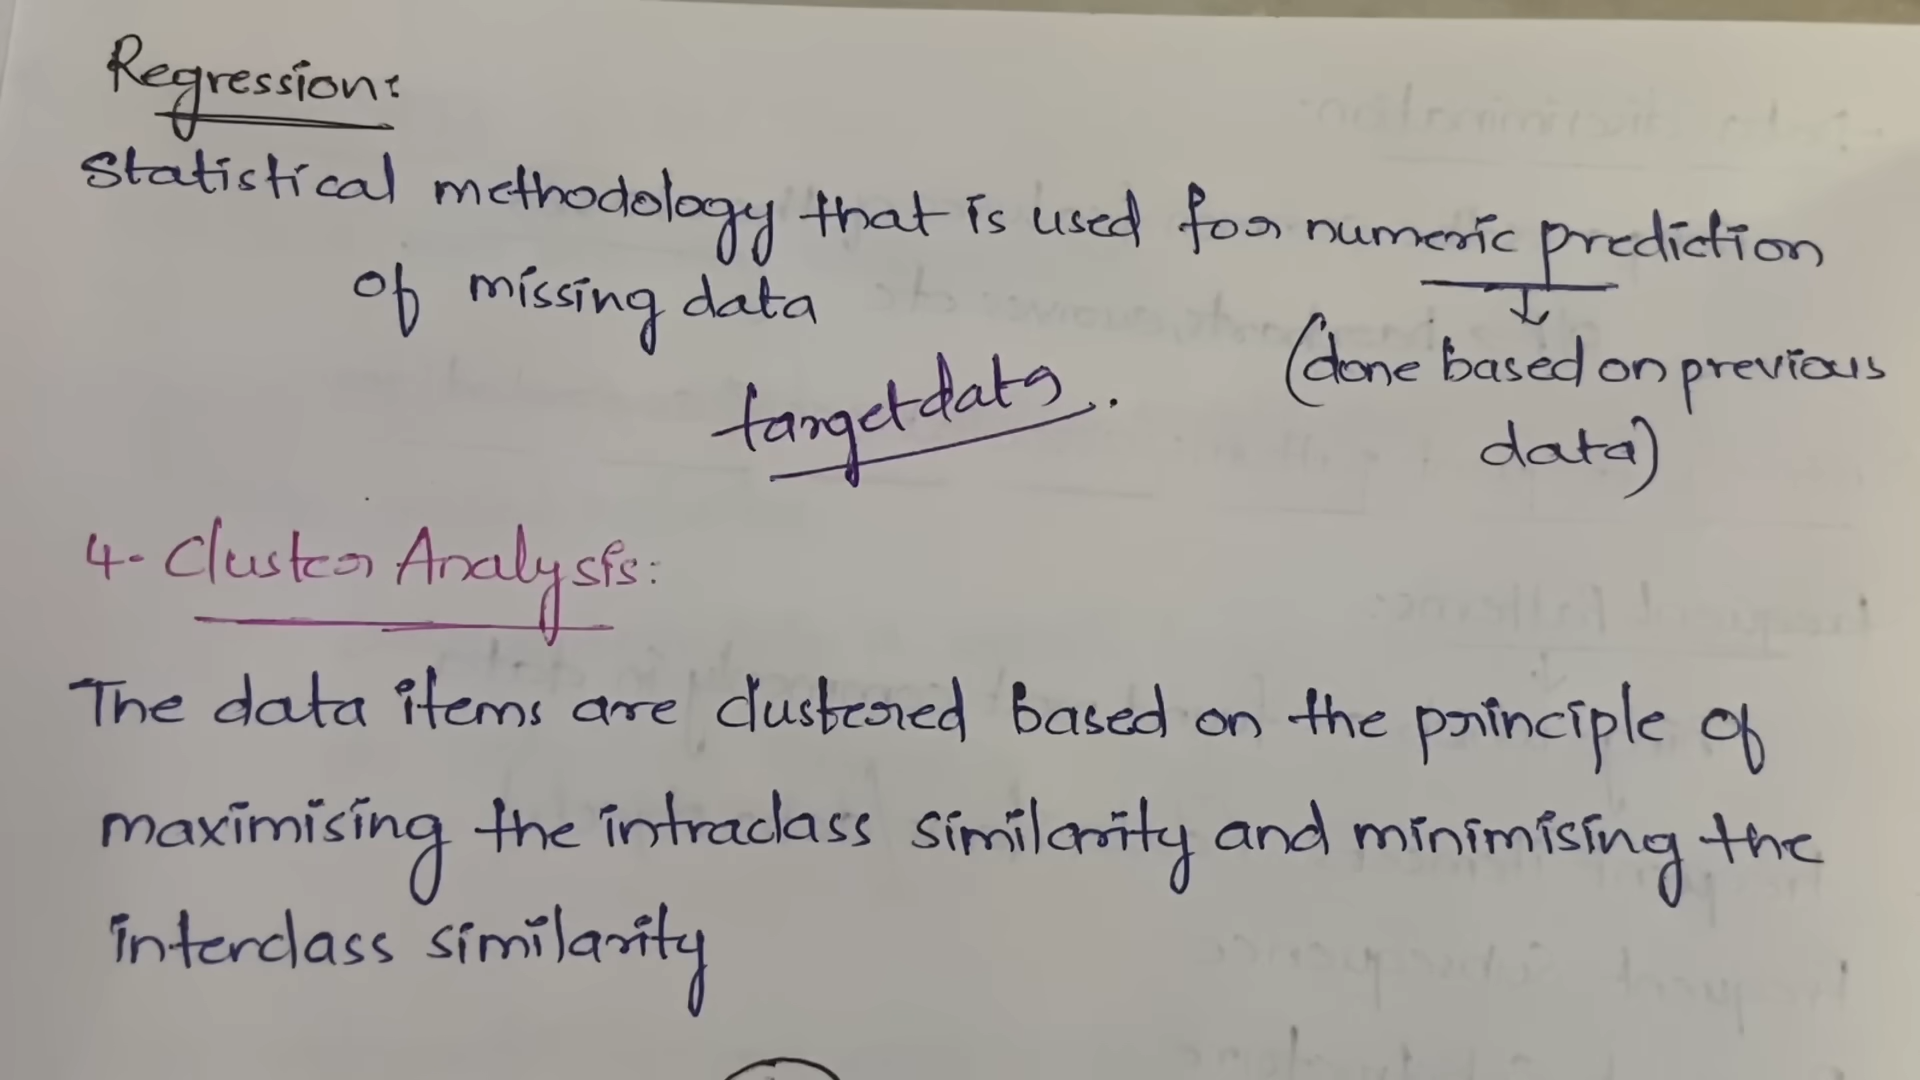 Regression:
Statistical methodology that is used for numeric prediction
of missing data
↓
(done based on previous
data)
targetdata.
4. Cluster Analysis:
The data items are clustered based on the principle of
maximising the intraclass similarity and minimising the
interclass similarity